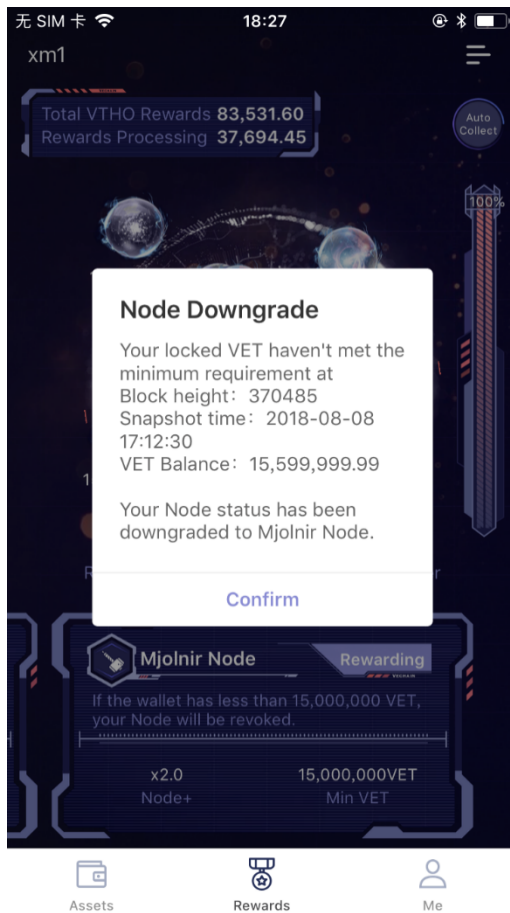 无 SIM 卡
18:27
xm1
Total VTHO Rewards 83,531.60
Rewards Processing 37,694.45
Auto
Collect
100%
Node Downgrade
Your locked VET haven't met the
minimum requirement at
Block height：370485
Snapshot time：2018-08-08
17:12:30
VET Balance：15,599,999.99
Your Node status has been
downgraded to Mjolnir Node.
Confirm
Mjolnir Node
Rewarding
If the wallet has less than 15,000,000 VET,
your Node will be revoked.
x2.0
15,000,000VET
Node+
Min VET
Assets
Rewards
Me